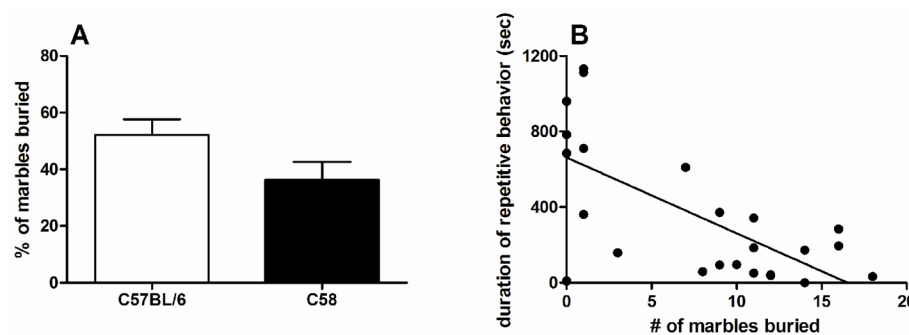 A
% of marbles buried
80
60
40
20
0
C57BL/6
C58
B
duration of repetitive behavior (sec)
1200
800
400
0
0
5
10
15
20
# of marbles buried